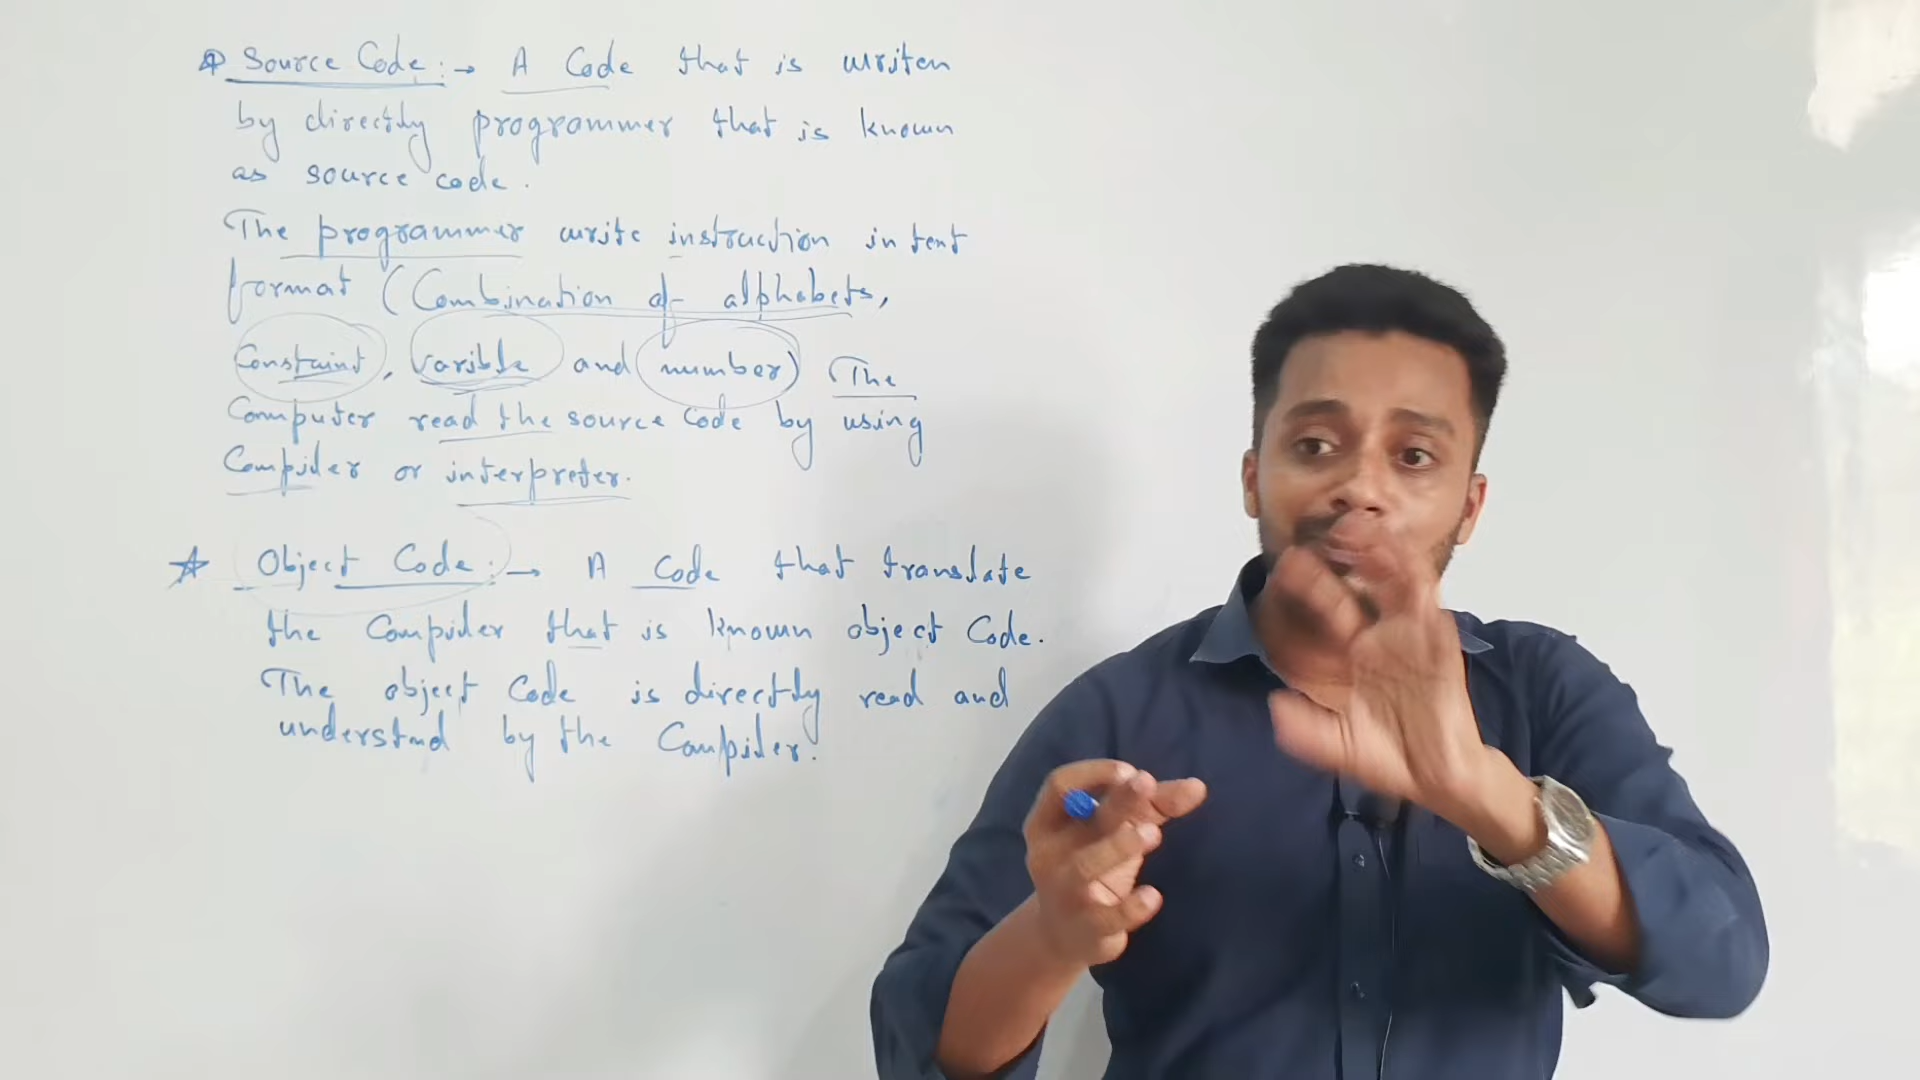 Source Code :→ A Code that is writen
by directly programmer that is known
as source code.
The programmer write instruction in text
format (Combination of alphabets,
Constaint, varible and number) The
Computer read the source code by using
Compiler or interpreter.
☆ Object Code :→ A Code that translate
the Compiler that is known object Code.
The object Code is directly read and
understand by the Compiler.